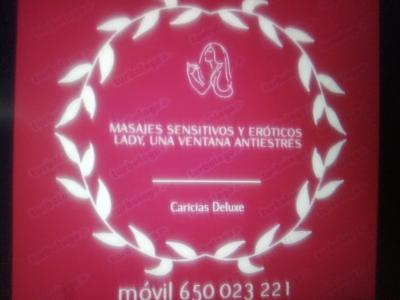 MASAJES SENSITIVOS Y ERÓTICOS
LADY, UNA VENTANA ANTIESTRÉS
Caricias Deluxe
móvil 650 023 221